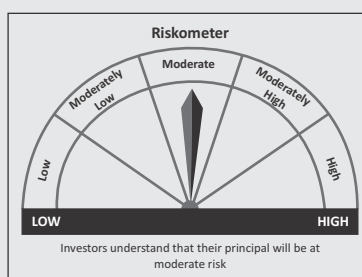 Riskometer
Low
Moderately
Low
Moderate
Moderately
High
High
LOW
HIGH
Investors understand that their principal will be at
moderate risk